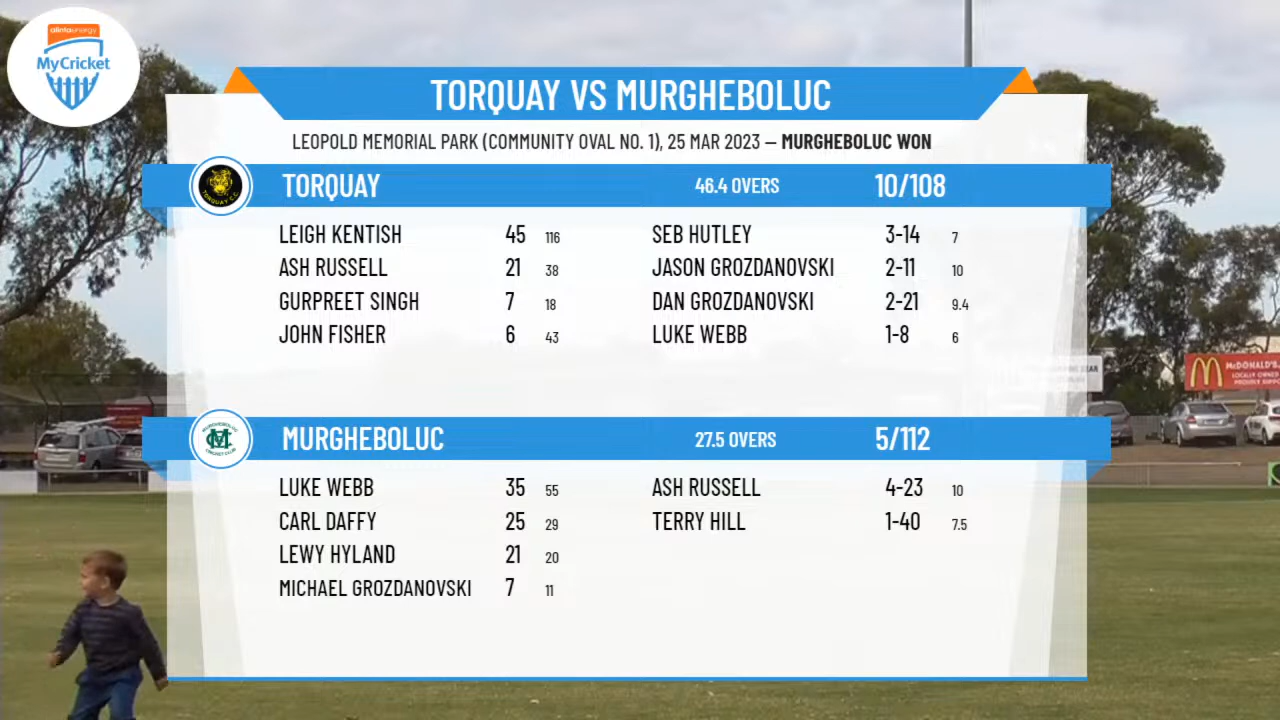 alintaenergy
MyCricket
TORQUAY VS MURGHEBOLUC
LEOPOLD MEMORIAL PARK (COMMUNITY OVAL NO. 1), 25 MAR 2023 – MURGHEBOLUC WON
TORQUAY 46.4 OVERS 10/108
LEIGH KENTISH 45 116 SEB HUTLEY 3-14 7
ASH RUSSELL 21 38 JASON GROZDANOVSKI 2-11 10
GURPREET SINGH 7 18 DAN GROZDANOVSKI 2-21 9.4
JOHN FISHER 6 43 LUKE WEBB 1-8 6
MURGHEBOLUC 27.5 OVERS 5/112
LUKE WEBB 35 55 ASH RUSSELL 4-23 10
CARL DAFFY 25 29 TERRY HILL 1-40 7.5
LEWY HYLAND 21 20
MICHAEL GROZDANOVSKI 7 11
McDONALD'S
LOCALLY OWNED